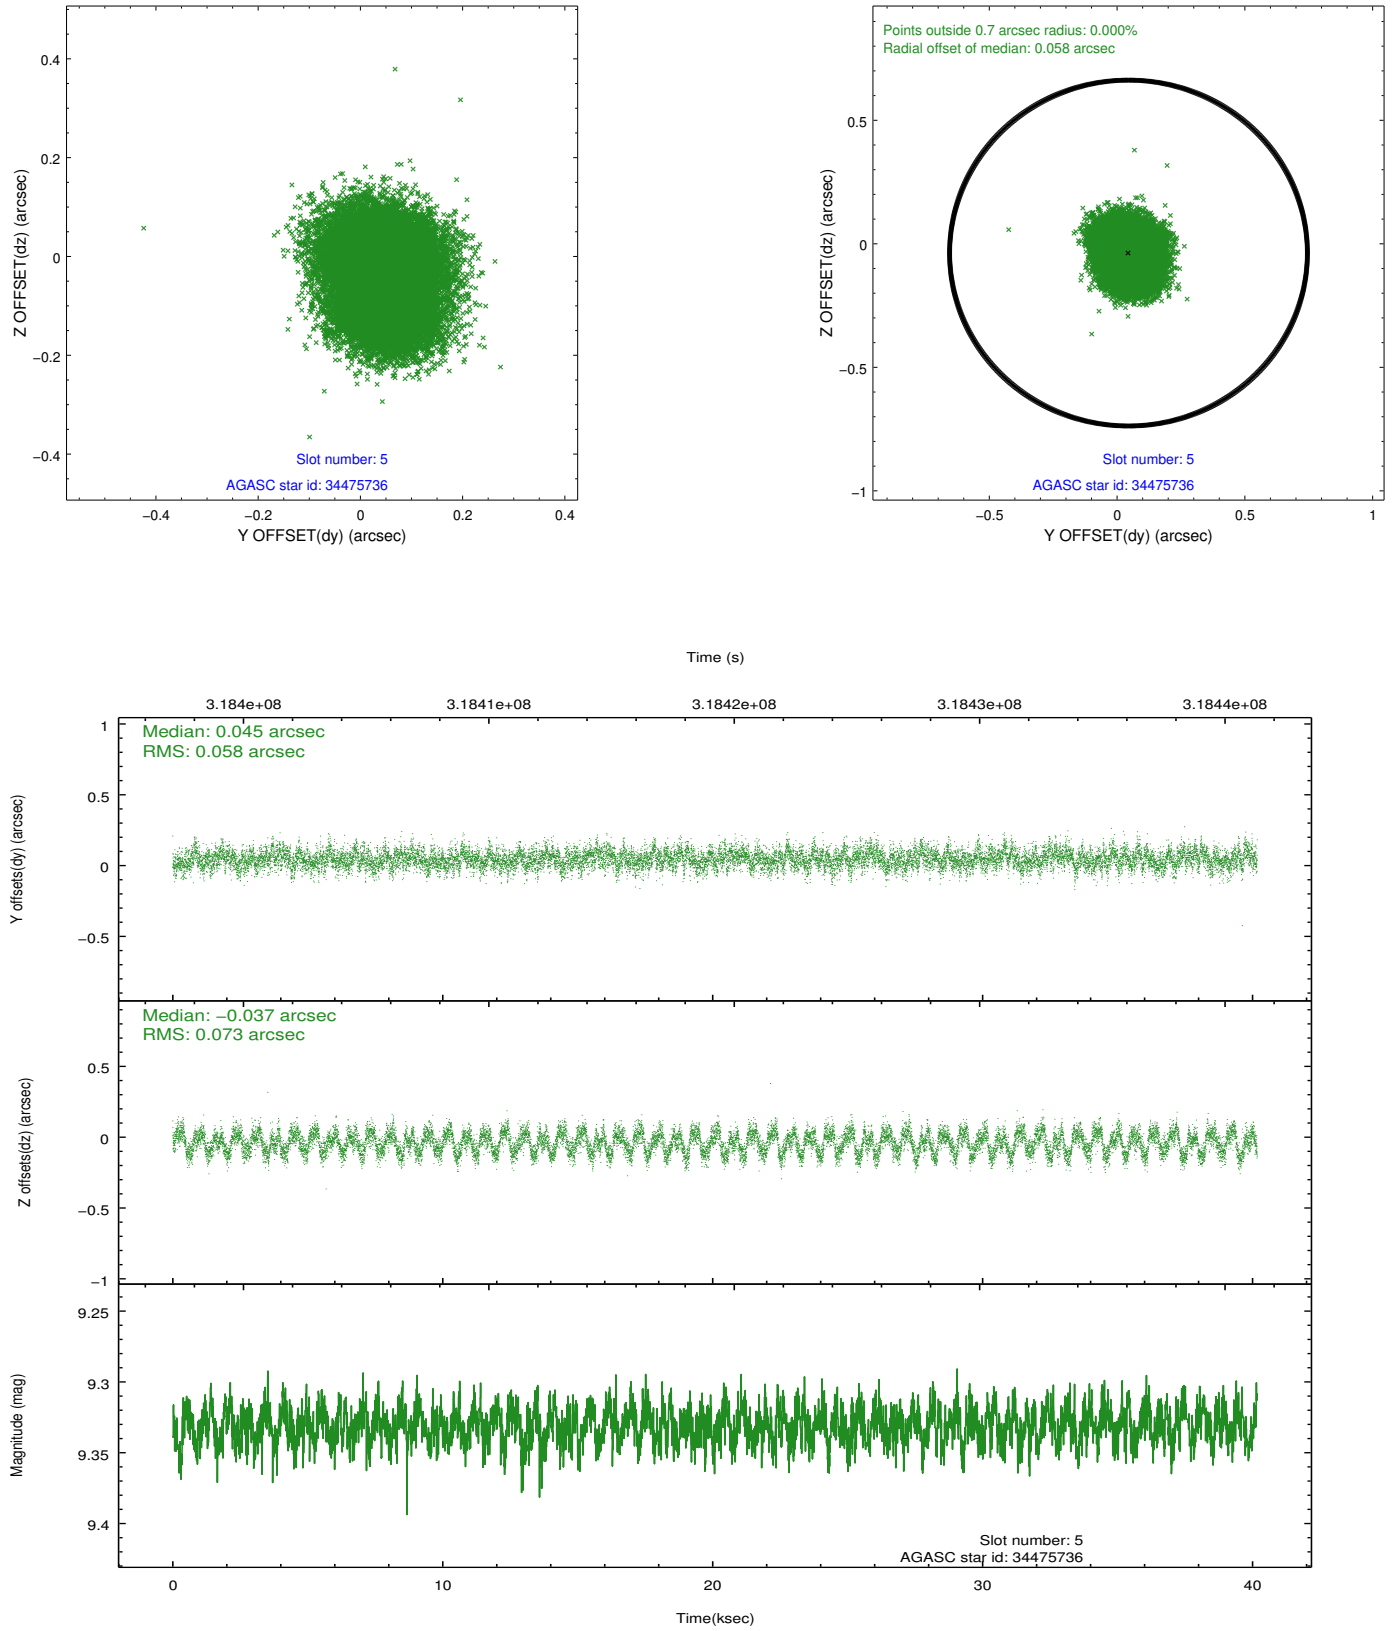 0.4
0.2
0
−0.2
−0.4
−0.4
−0.2
0
0.2
0.4
Z OFFSET(dz) (arcsec)
Y OFFSET(dy) (arcsec)
Slot number: 5
AGASC star id: 34475736
Points outside 0.7 arcsec radius: 0.000%
Radial offset of median: 0.058 arcsec
0.5
0
−0.5
−1
−0.5
0
0.5
1
Z OFFSET(dz) (arcsec)
Y OFFSET(dy) (arcsec)
Slot number: 5
AGASC star id: 34475736
Time (s)
3.184e+08
3.1841e+08
3.1842e+08
3.1843e+08
3.1844e+08
Median: 0.045 arcsec
RMS: 0.058 arcsec
1
0.5
0
−0.5
Y offsets(dy) (arcsec)
Median: −0.037 arcsec
RMS: 0.073 arcsec
0.5
0
−0.5
−1
Z offsets(dz) (arcsec)
9.25
9.3
9.35
9.4
Magnitude (mag)
Slot number: 5
AGASC star id: 34475736
0
10
20
30
40
Time(ksec)